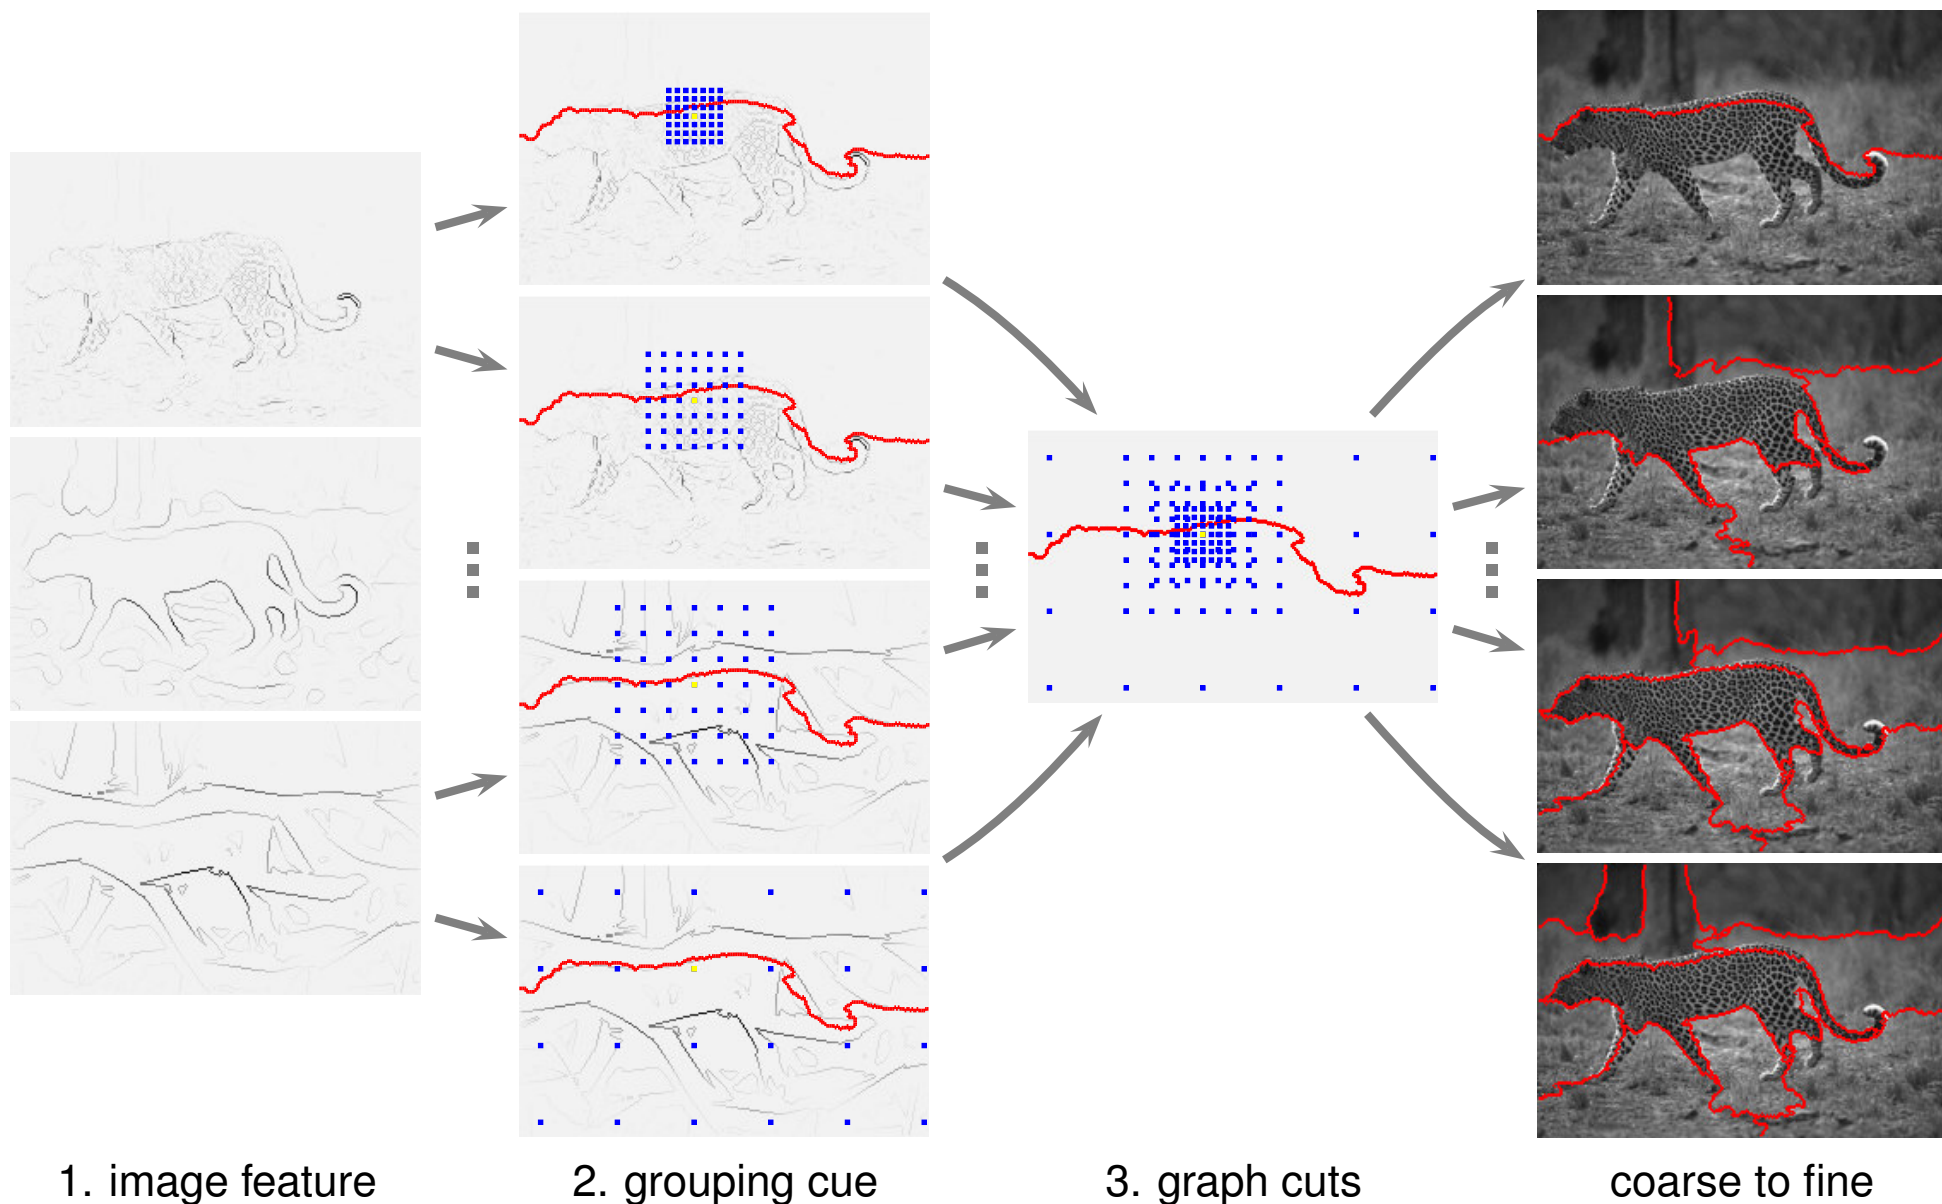 1. image feature
2. grouping cue
3. graph cuts
coarse to fine